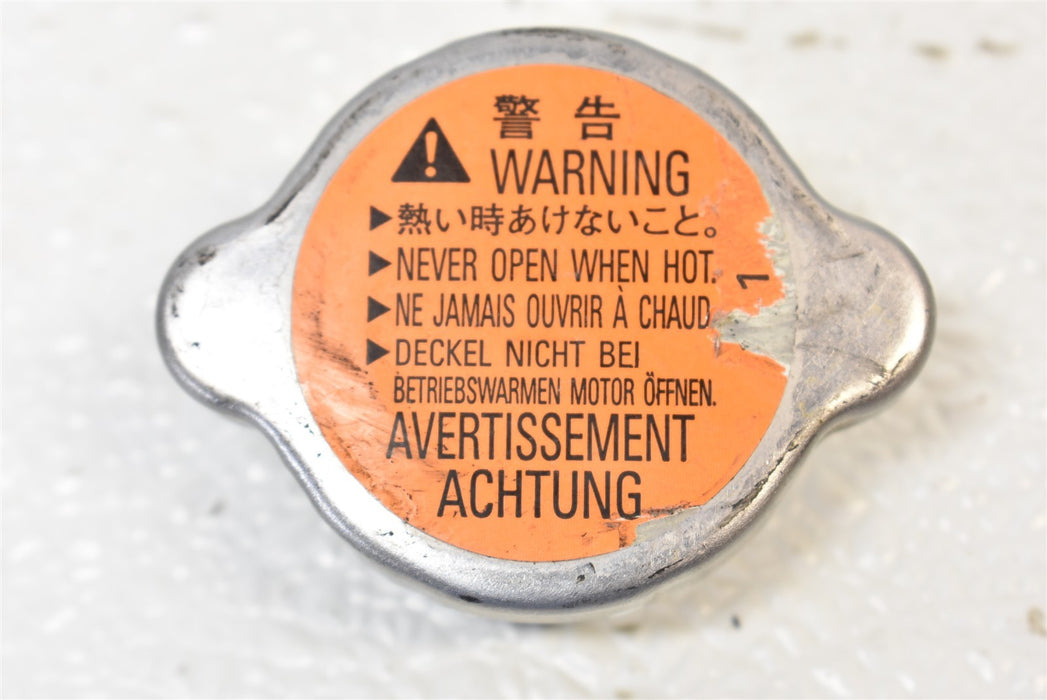 警告
WARNING
▶熱い時あけないこと。
▶NEVER OPEN WHEN HOT.
▶NE JAMAIS OUVRIR À CHAUD
▶DECKEL NICHT BEI
BETRIEBSWARMEN MOTOR ÖFFNEN.
AVERTISSEMENT
ACHTUNG
1